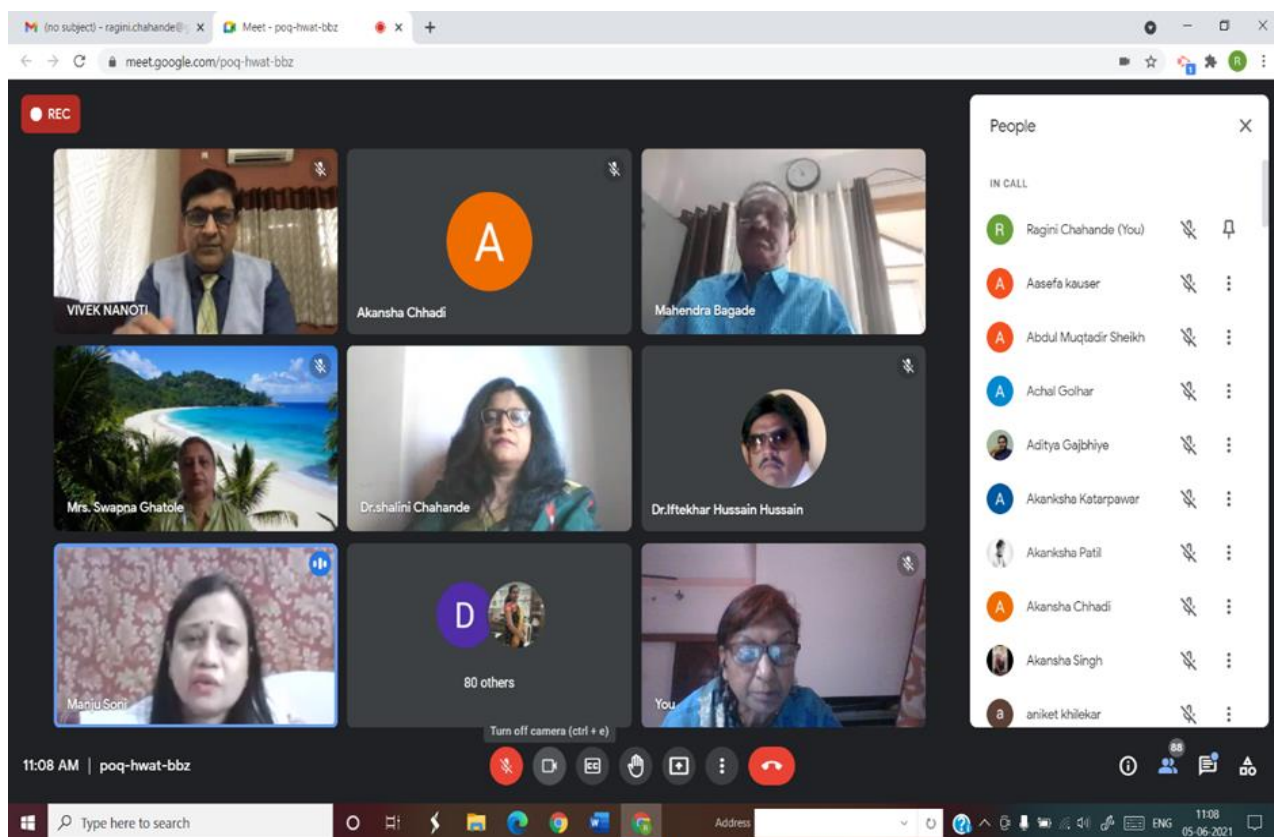 (no subject) - ragini.chahande@
Meet - poq-hwat-bbz
meet.google.com/poq-hwat-bbz
1
R
REC
VIVEK NANOTI
A
Akansha Chhadi
Mahendra Bagade
Mrs. Swapna Ghatole
Dr.shalini Chahande
Dr.Iftekhar Hussain Hussain
Manju Soni
D
80 others
You
Turn off camera (ctrl + e)
People
IN CALL
R Ragini Chahande (You)
A Aasefa kauser
A Abdul Muqtadir Sheikh
A Achal Golhar
Aditya Gajbhiye
A Akanksha Katarpawar
Akanksha Patil
A Akansha Chhadi
Akansha Singh
a aniket khilekar
11:08 AM | poq-hwat-bbz
CC
88
Type here to search
Address
ENG
11:08
05-06-2021